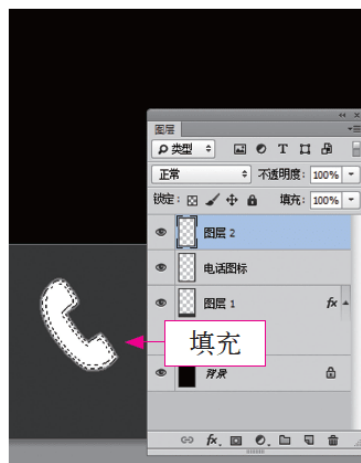 图层
类型
T
正常 不透明度: 100%
锁定: 填充: 100%
图层 2
电话图标
图层 1 fx
填充
背景
fx